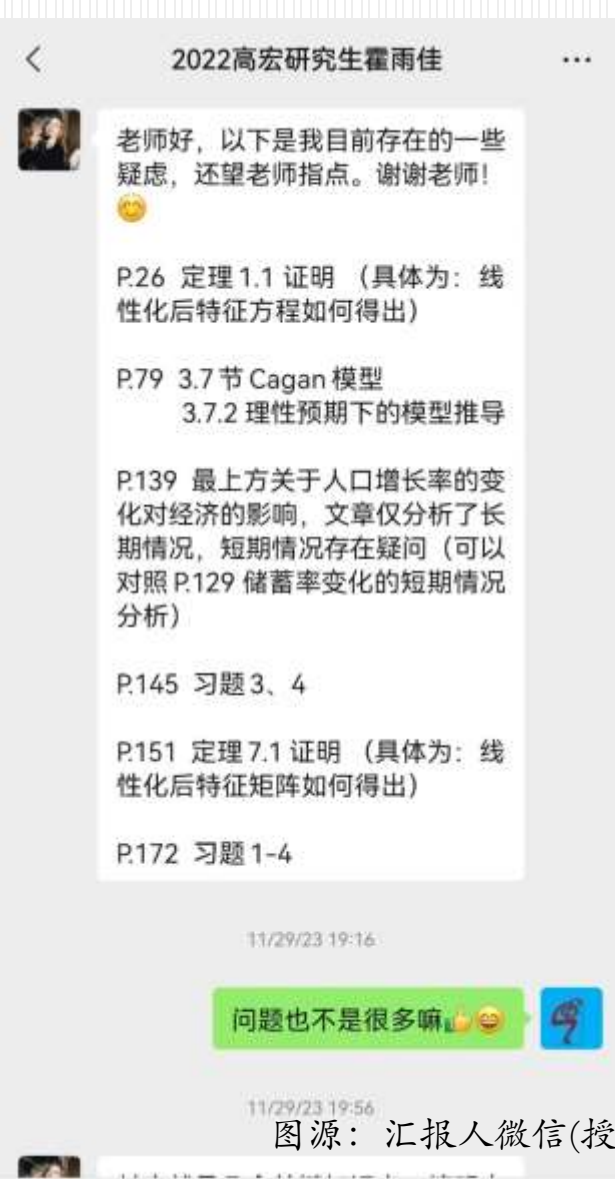 2022高宏研究生霍雨佳
老师好，以下是我目前存在的一些
疑虑，还望老师指点。谢谢老师！
P.26 定理1.1 证明 （具体为：线
性化后特征方程如何得出）
P.79 3.7节Cagan模型
3.7.2 理性预期下的模型推导
P.139 最上方关于人口增长率的变
化对经济的影响，文章仅分析了长
期情况，短期情况存在疑问（可以
对照P.129 储蓄率变化的短期情况
分析）
P.145 习题3、4
P.151 定理7.1证明 （具体为：线
性化后特征矩阵如何得出）
P.172 习题1-4
11/29/23 19:16
问题也不是很多嘛
11/29/23 19:56
图源：汇报人微信(授